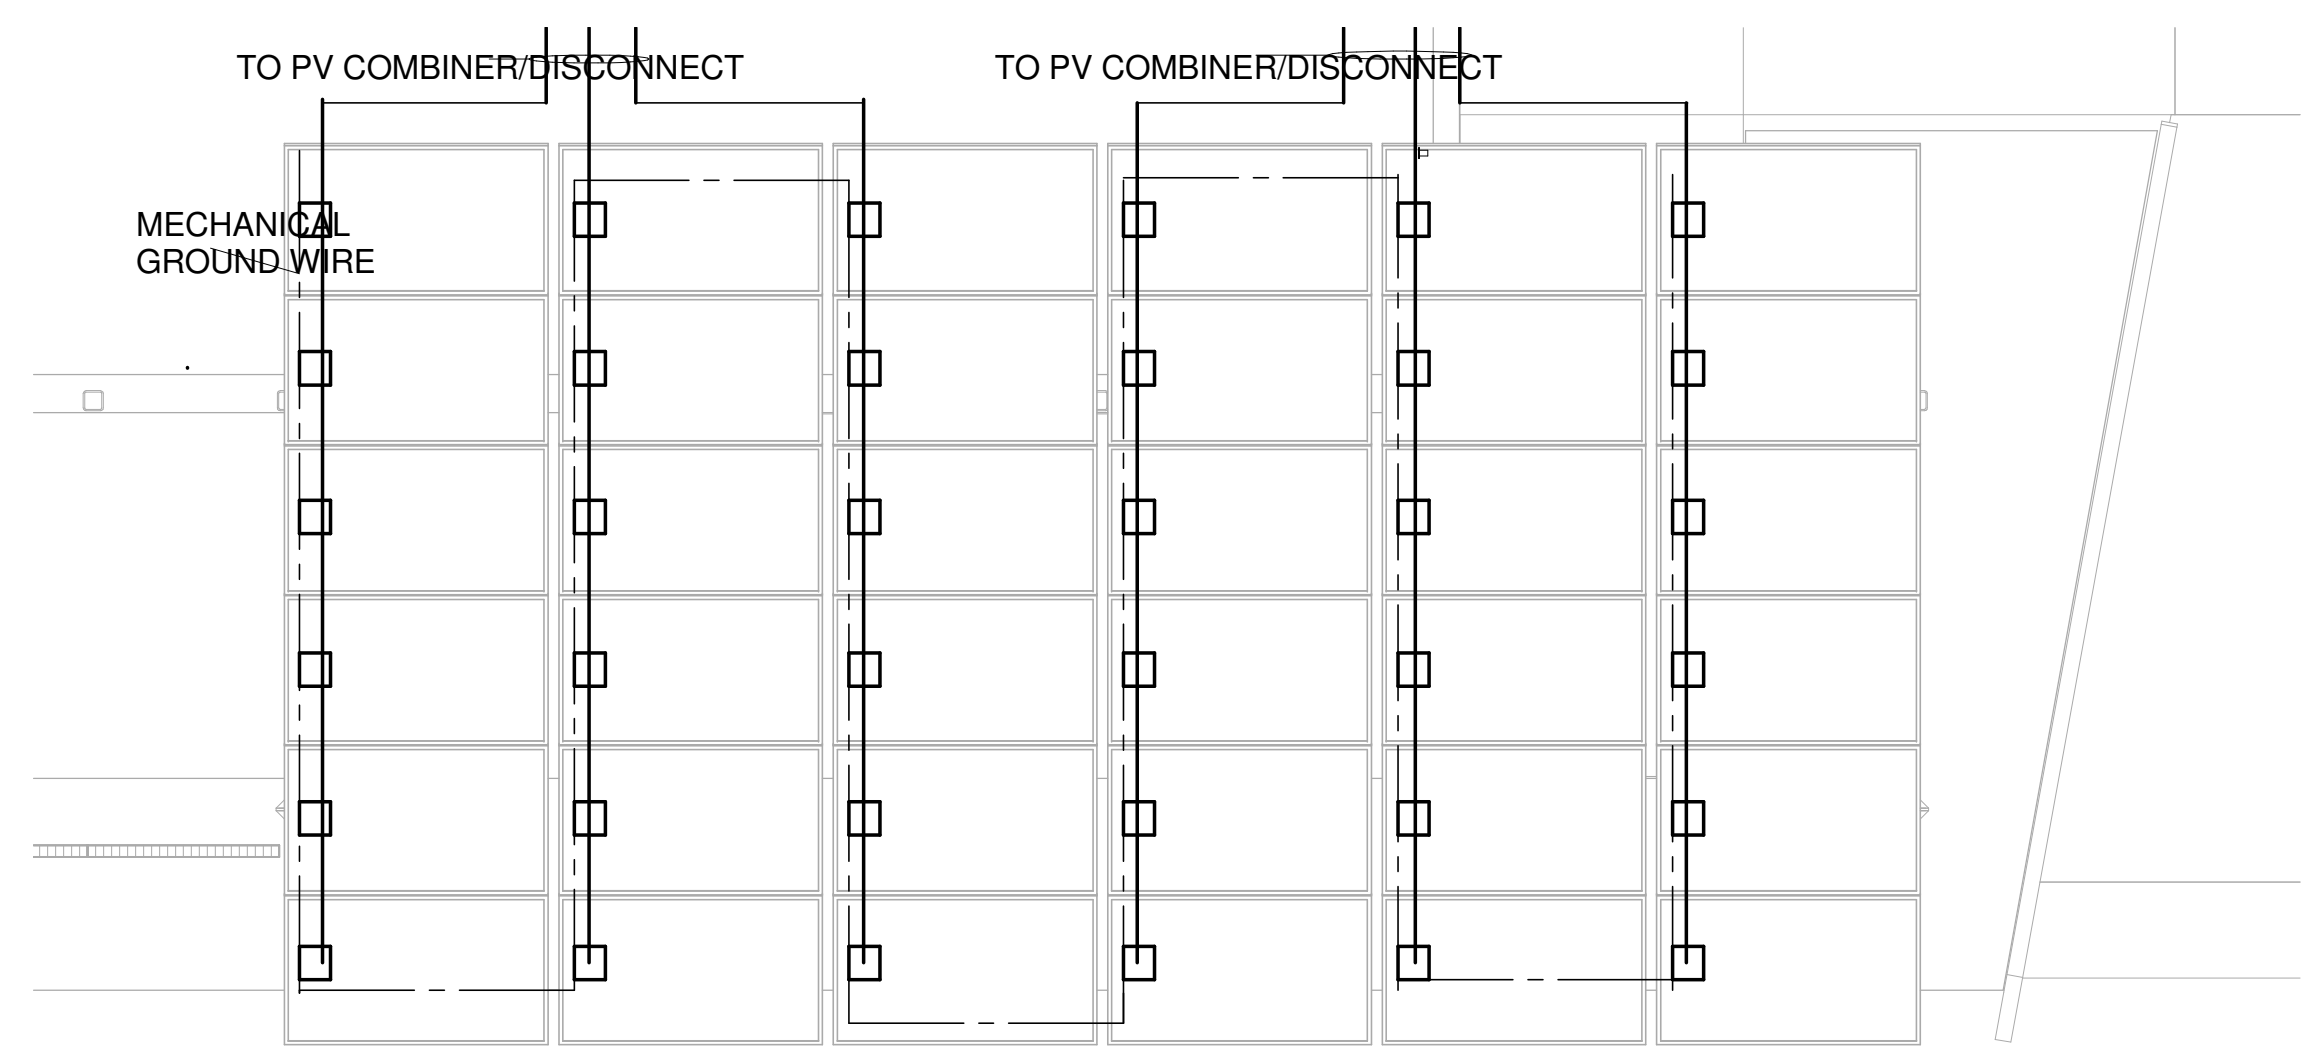 TO PV COMBINER/DISCONNECT
TO PV COMBINER/DISCONNECT
MECHANICAL
GROUND WIRE